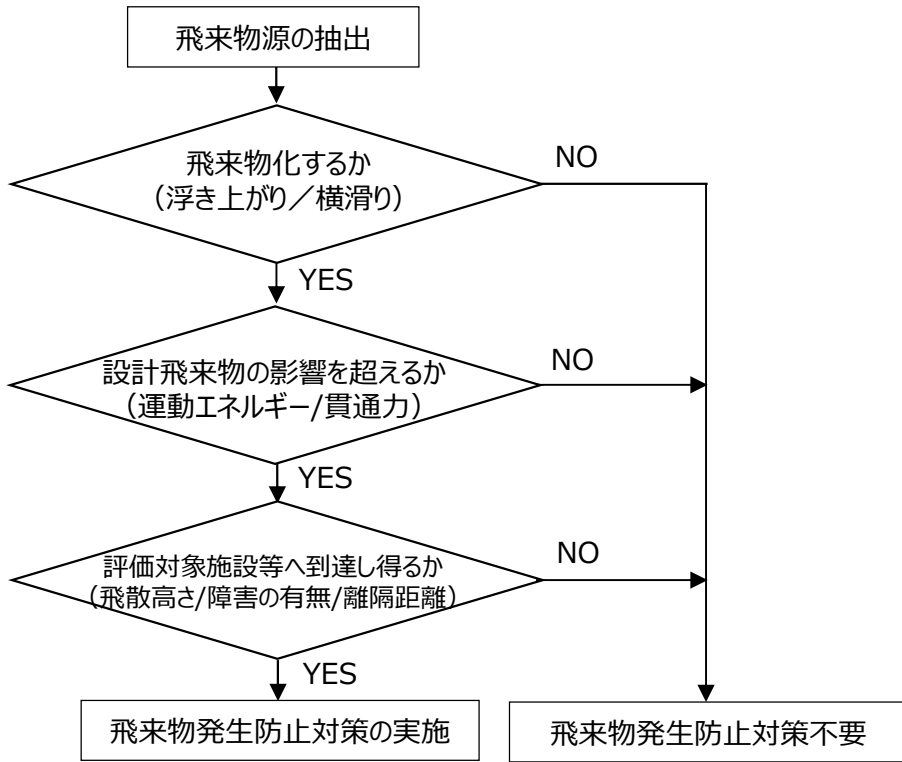 飛来物源の抽出
飛来物化するか
（浮き上がり／横滑り）
NO
YES
設計飛来物の影響を超えるか
（運動エネルギー/貫通力）
NO
YES
評価対象施設等へ到達し得るか
（飛散高さ/障害の有無/離隔距離）
NO
YES
飛来物発生防止対策の実施
飛来物発生防止対策不要